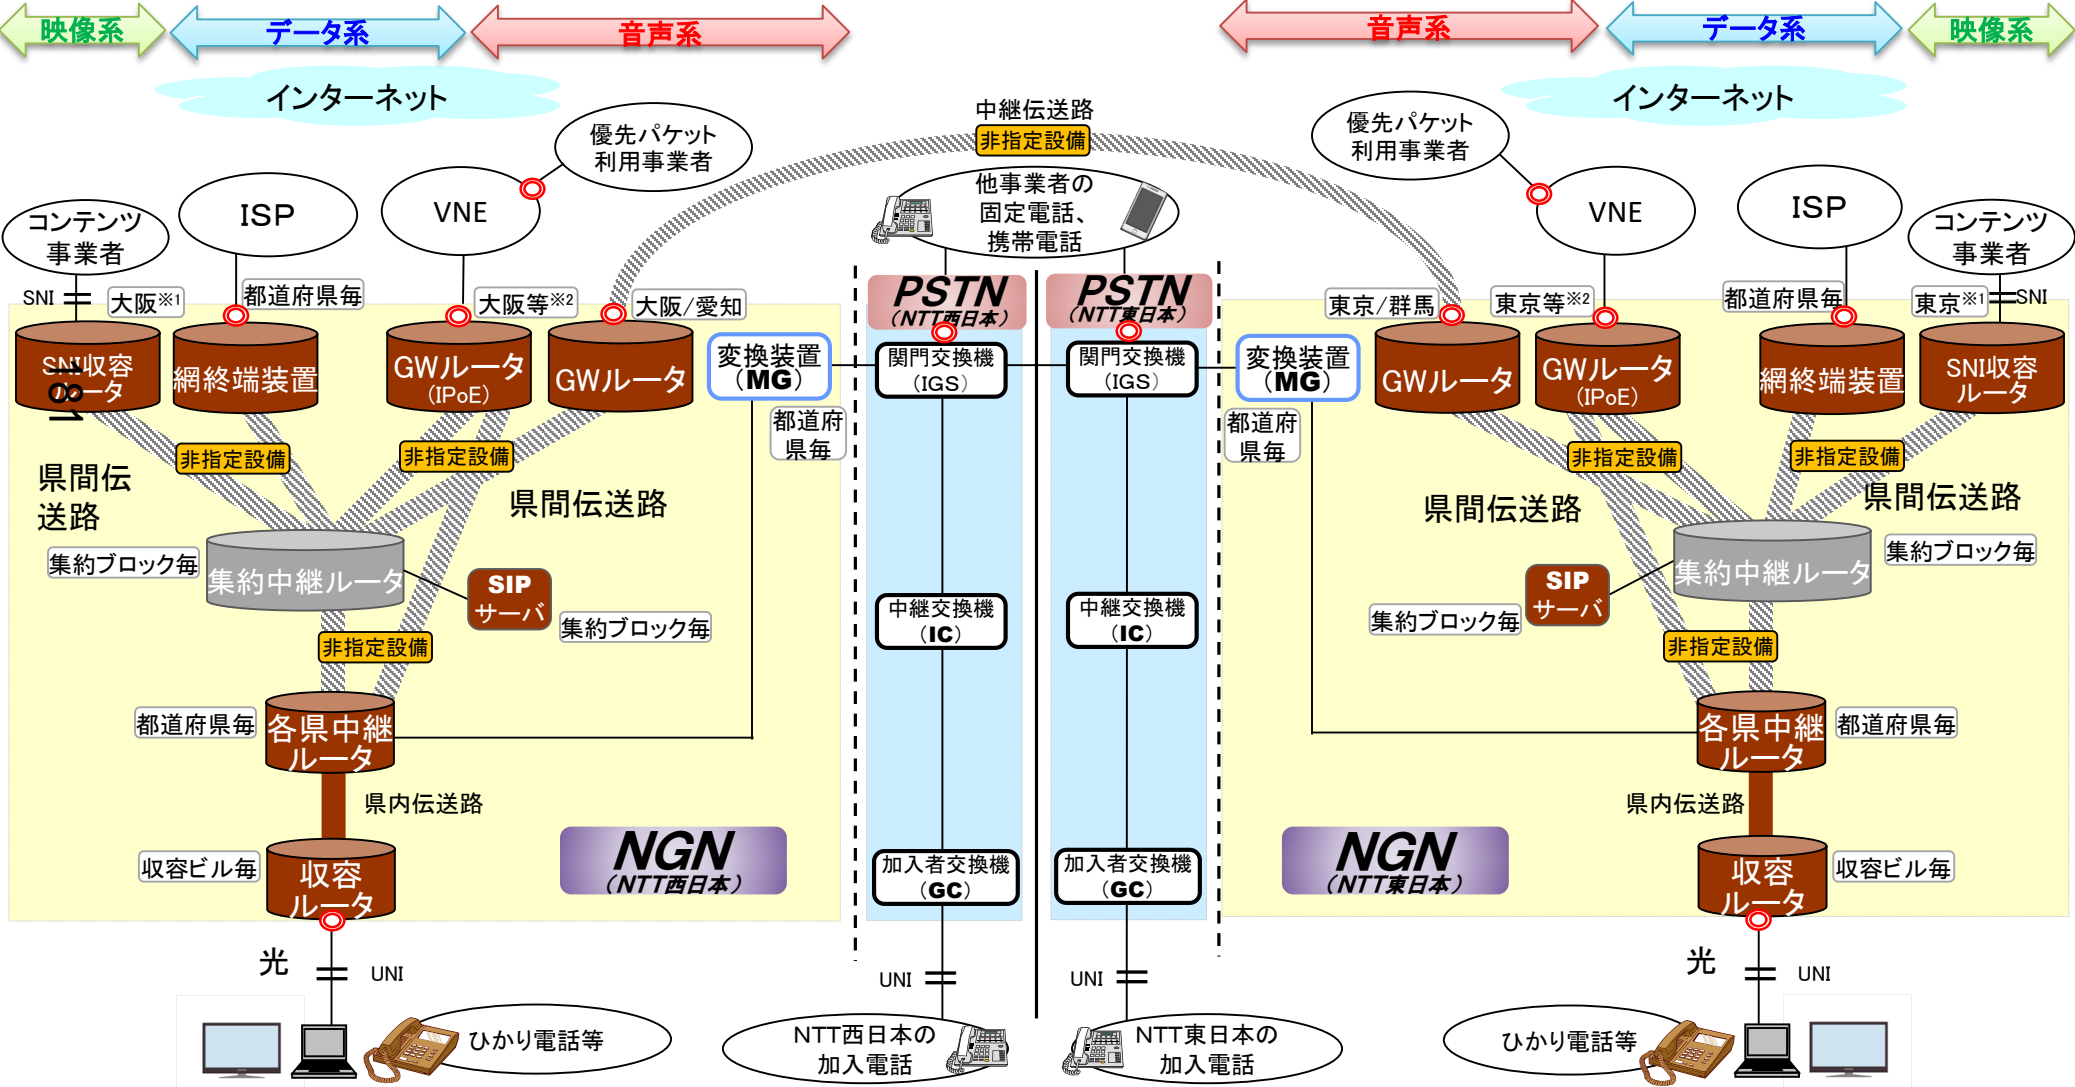 映像系
データ系
音声系
音声系
データ系
映像系
インターネット
インターネット
中継伝送路
非指定設備
優先パケット
利用事業者
優先パケット
利用事業者
他事業者の
固定電話、
携帯電話
コンテンツ
事業者
ISP
VNE
VNE
ISP
コンテンツ
事業者
SNI
大阪※1
都道府県毎
大阪等※2
大阪/愛知
PSTN
（NTT西日本）
PSTN
（NTT東日本）
東京/群馬
東京等※2
都道府県毎
東京※1
SNI
SNI収容
ルータ
181
網終端装置
GWルータ
（IPoE）
GWルータ
変換装置
（MG）
関門交換機
（IGS）
関門交換機
（IGS）
変換装置
（MG）
GWルータ
GWルータ
（IPoE）
網終端装置
SNI収容
ルータ
都道府
県毎
都道府
県毎
非指定設備
非指定設備
非指定設備
非指定設備
県間伝
送路
県間伝送路
県間伝送路
県間伝送路
集約ブロック毎
集約中継ルータ
SIP
サーバ
集約ブロック毎
中継交換機
（IC）
中継交換機
（IC）
集約ブロック毎
SIP
サーバ
集約中継ルータ
集約ブロック毎
非指定設備
非指定設備
都道府県毎
各県中継
ルータ
各県中継
ルータ
都道府県毎
県内伝送路
県内伝送路
収容ビル毎
収容
ルータ
NGN
（NTT西日本）
加入者交換機
（GC）
加入者交換機
（GC）
NGN
（NTT東日本）
収容
ルータ
収容ビル毎
光
UNI
UNI
UNI
光
UNI
ひかり電話等
NTT西日本の
加入電話
NTT東日本の
加入電話
ひかり電話等